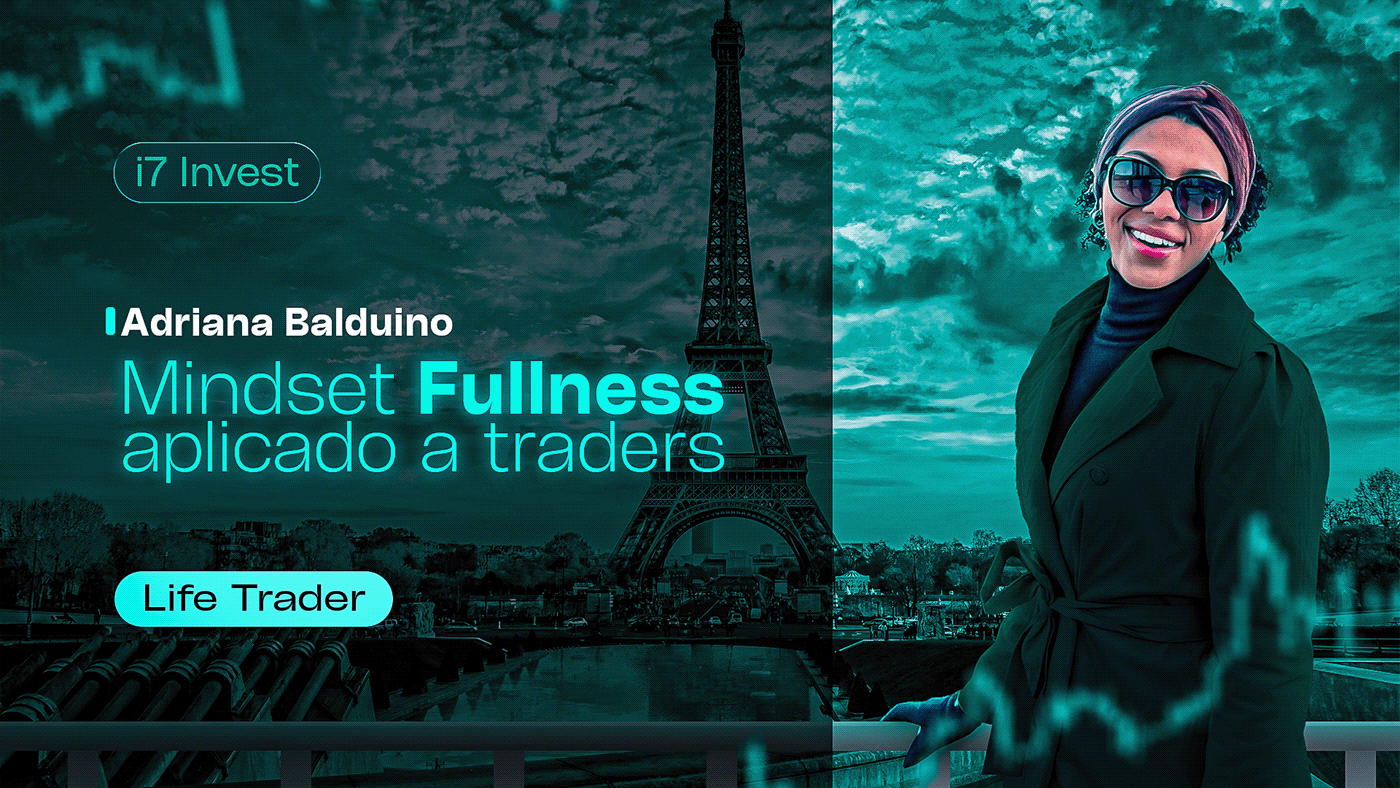 i7 Invest
Adriana Balduino
Mindset Fullness
aplicado a traders
Life Trader